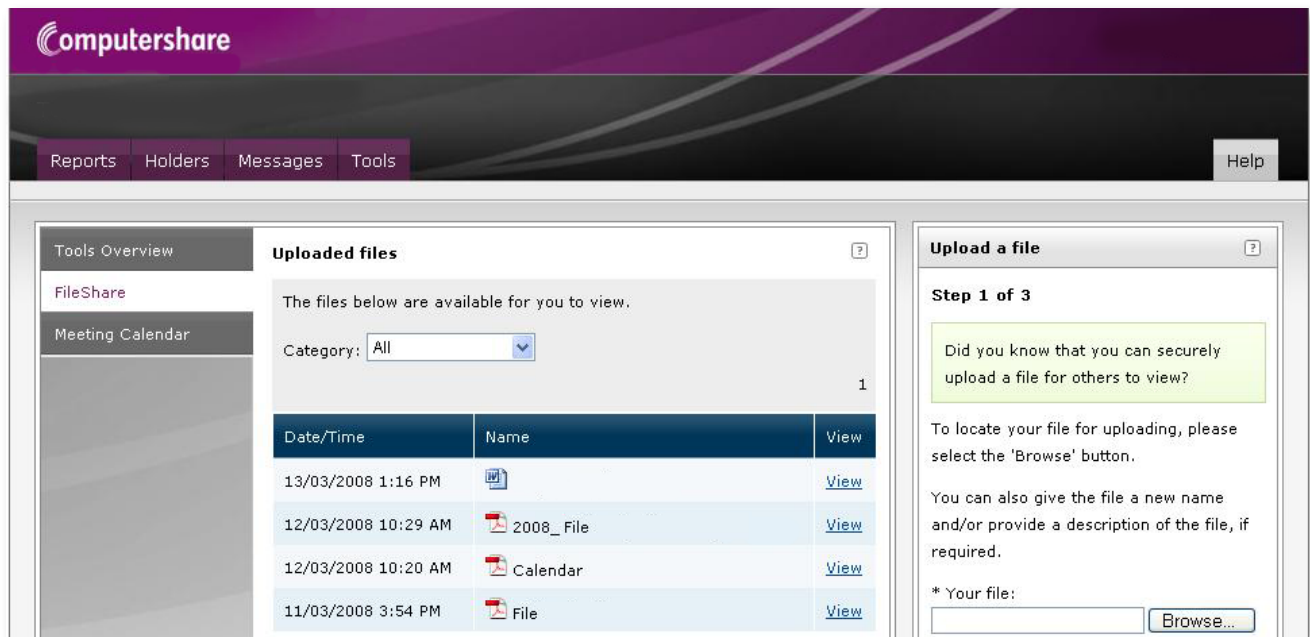 Computershare
Reports Holders Messages Tools Help
Tools Overview
FileShare
Meeting Calendar
Uploaded files
The files below are available for you to view.
Category: All
1
Date/Time Name View
13/03/2008 1:16 PM View
12/03/2008 10:29 AM 2008_ File View
12/03/2008 10:20 AM Calendar View
11/03/2008 3:54 PM File View
Upload a file
Step 1 of 3
Did you know that you can securely
upload a file for others to view?
To locate your file for uploading, please
select the 'Browse' button.
You can also give the file a new name
and/or provide a description of the file, if
required.
* Your file:
Browse...